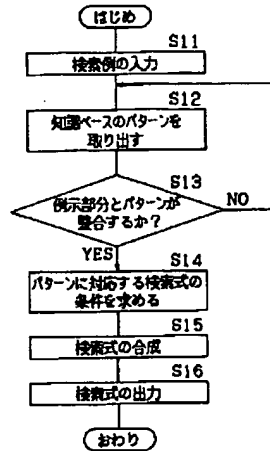 はじめ
S11
検索例の入力
S12
知識ベースのパターンを
取り出す
S13
例示部分とパターンが
整合するか?
NO
YES
S14
パターンに対応する検索式の
条件を求める
S15
検索式の合成
S16
検索式の出力
おわり